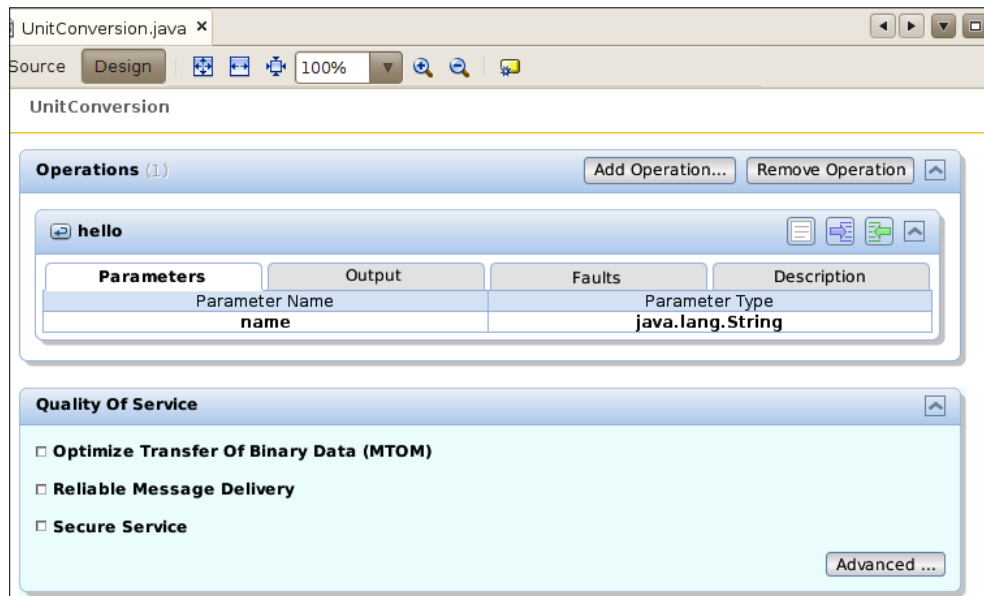 UnitConversion.java ×
Source Design 100%
UnitConversion
Operations (1) Add Operation... Remove Operation
hello
Parameters Output Faults Description
Parameter Name Parameter Type
name java.lang.String
Quality Of Service
Optimize Transfer Of Binary Data (MTOM)
Reliable Message Delivery
Secure Service
Advanced ...